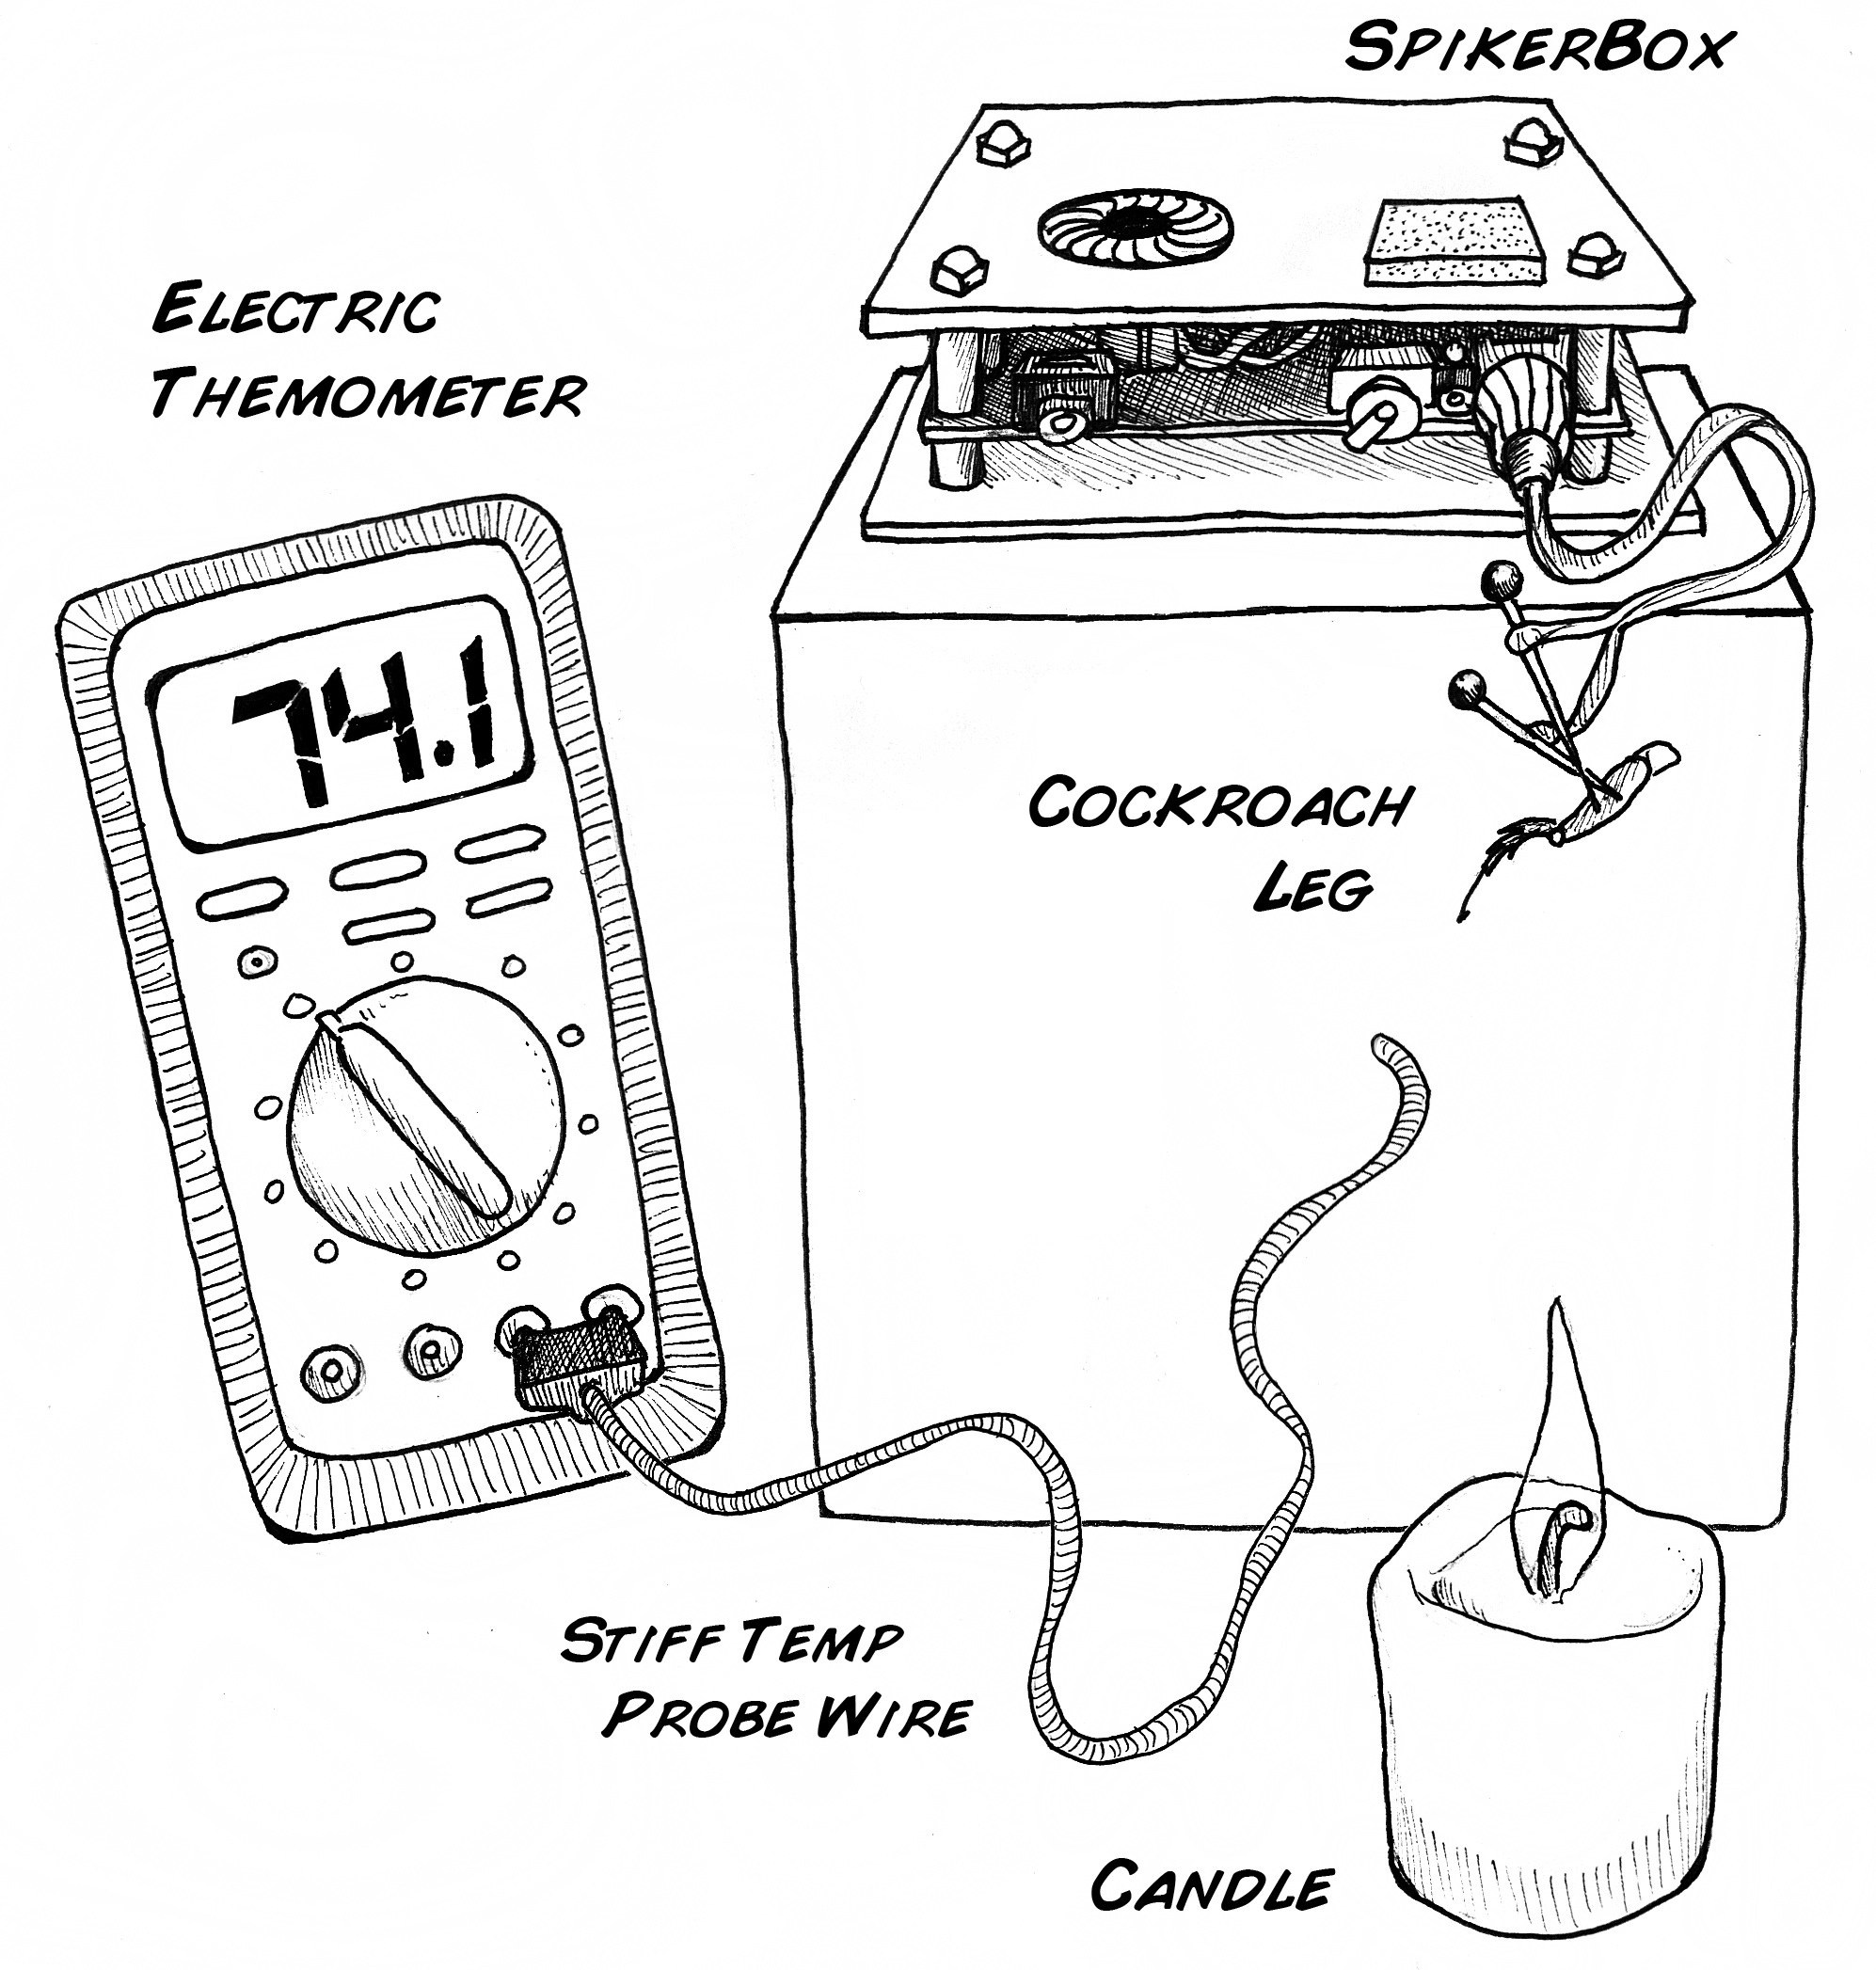 SPIKERBOX
ELECTRIC
THEMOMETER
74.1
COCKROACH
LEG
STIFF TEMP
PROBE WIRE
CANDLE